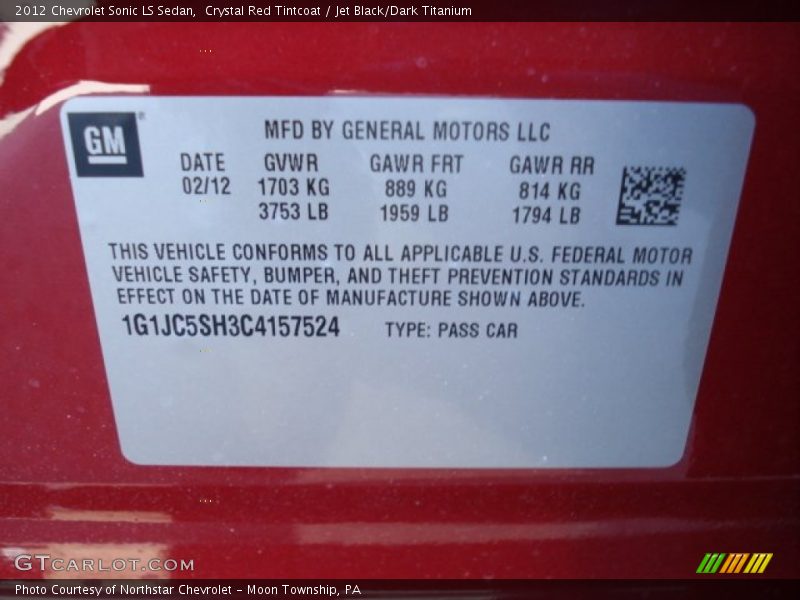 2012 Chevrolet Sonic LS Sedan, Crystal Red Tintcoat / Jet Black/Dark Titanium
GM
MFD BY GENERAL MOTORS LLC
DATE GVWR GAWR FRT GAWR RR
02/12 1703 KG 889 KG 814 KG
3753 LB 1959 LB 1794 LB
THIS VEHICLE CONFORMS TO ALL APPLICABLE U.S. FEDERAL MOTOR
VEHICLE SAFETY, BUMPER, AND THEFT PREVENTION STANDARDS IN
EFFECT ON THE DATE OF MANUFACTURE SHOWN ABOVE.
1G1JC5SH3C4157524 TYPE: PASS CAR
GTCARLOT.COM
Photo Courtesy of Northstar Chevrolet - Moon Township, PA